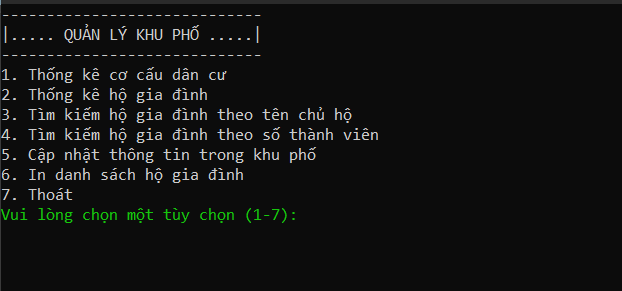 -----------------------------
|..... QUẢN LÝ KHU PHỐ .....|
-----------------------------
1. Thống kê cơ cấu dân cư
2. Thống kê hộ gia đình
3. Tìm kiếm hộ gia đình theo tên chủ hộ
4. Tìm kiếm hộ gia đình theo số thành viên
5. Cập nhật thông tin trong khu phố
6. In danh sách hộ gia đình
7. Thoát
Vui lòng chọn một tùy chọn (1-7):